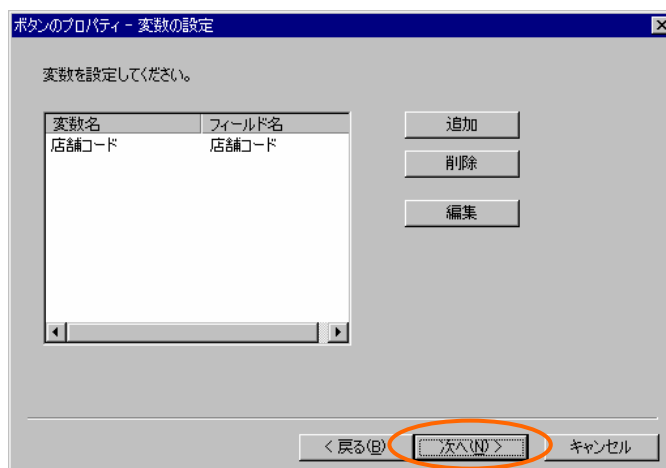 ボタンのプロパティ - 変数の設定
変数を設定してください。
変数名 フィールド名
店舗コード 店舗コード
追加
削除
編集
< 戻る(B) 次へ(N) > キャンセル